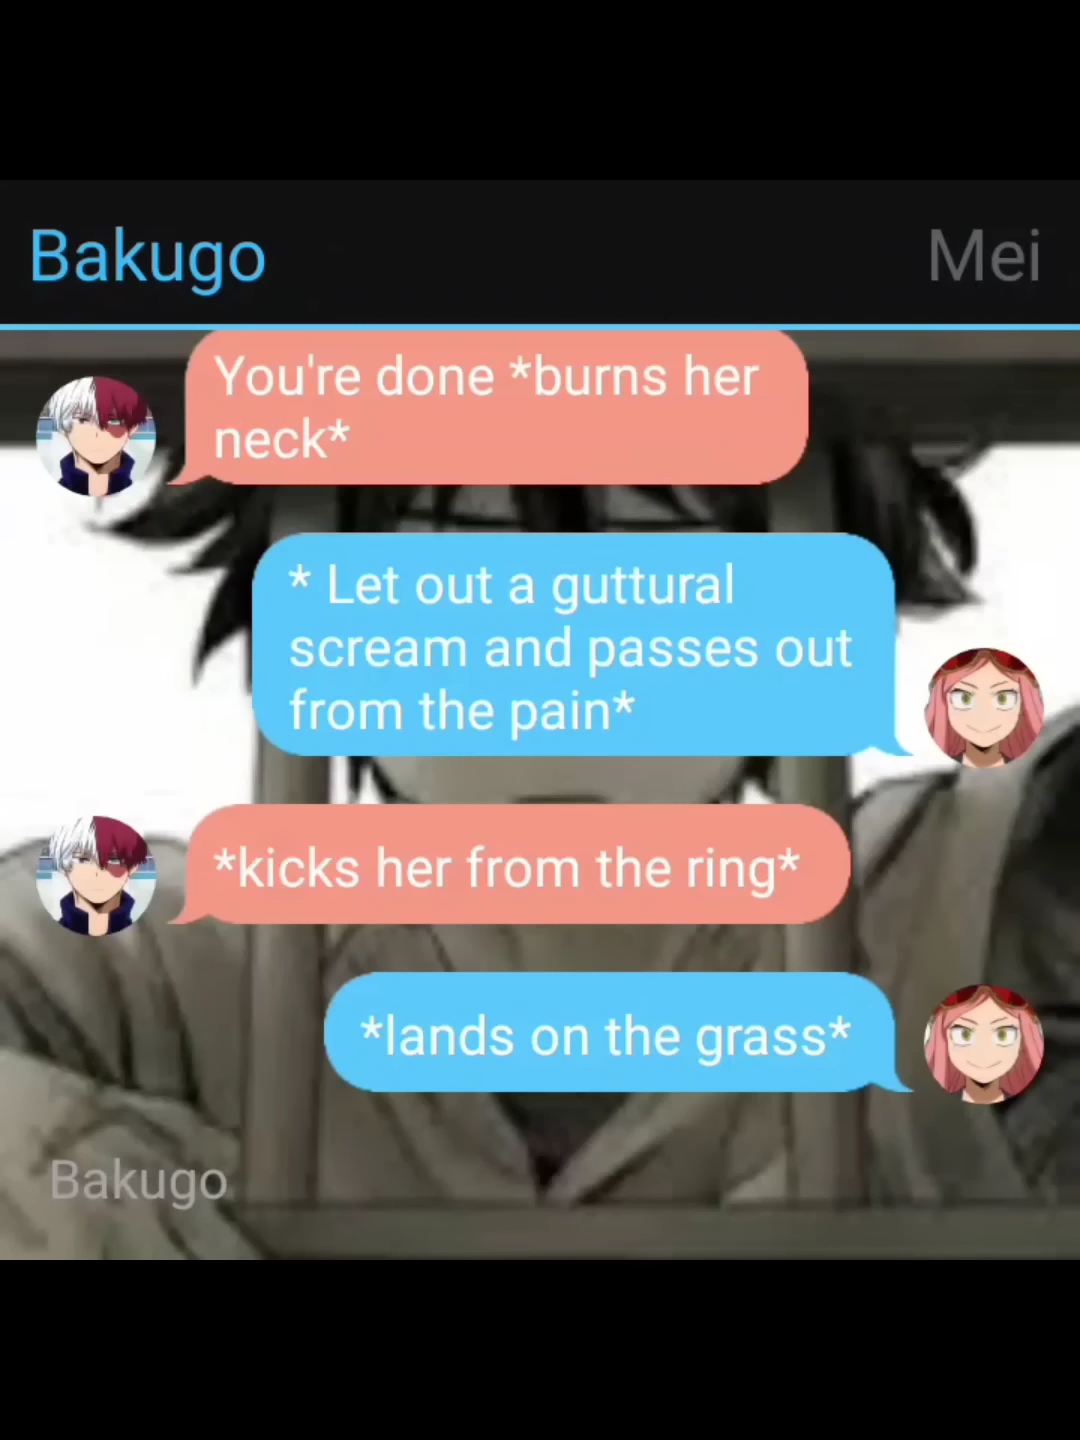 Bakugo
Mei
You're done *burns her
neck*
* Let out a guttural
scream and passes out
from the pain*
*kicks her from the ring*
*lands on the grass*
Bakugo